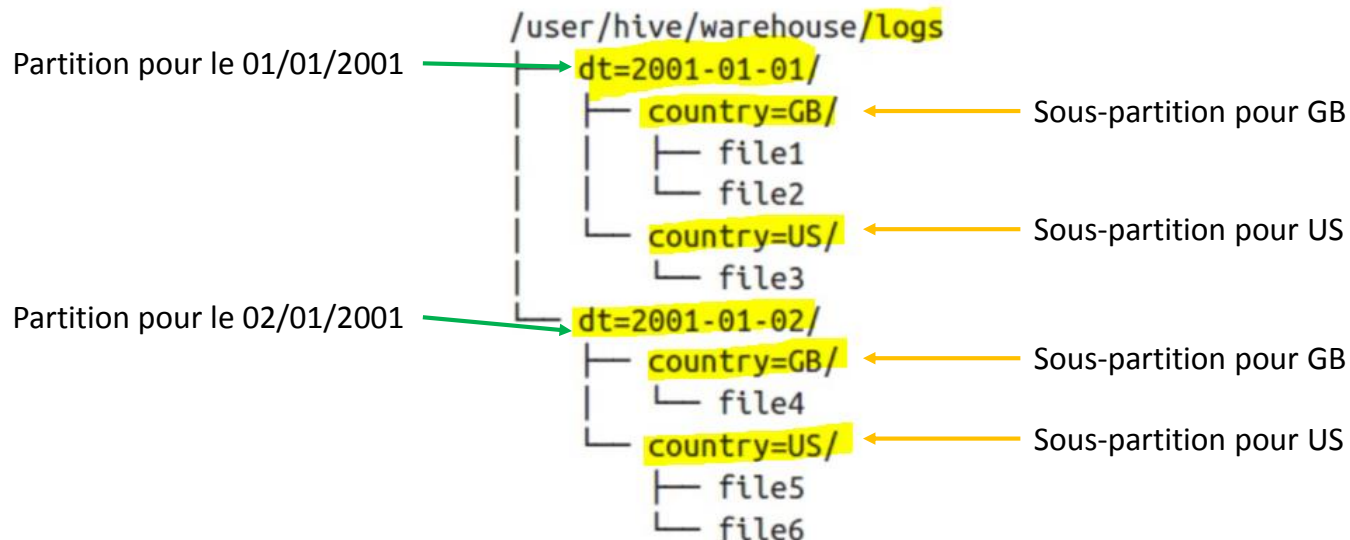 /user/hive/warehouse/logs
Partition pour le 01/01/2001 ├── dt=2001-01-01/
│ ├── country=GB/ Sous-partition pour GB
│ │ ├── file1
│ │ └── file2
│ └── country=US/ Sous-partition pour US
│ └── file3
Partition pour le 02/01/2001 └── dt=2001-01-02/
├── country=GB/ Sous-partition pour GB
│ └── file4
└── country=US/ Sous-partition pour US
├── file5
└── file6